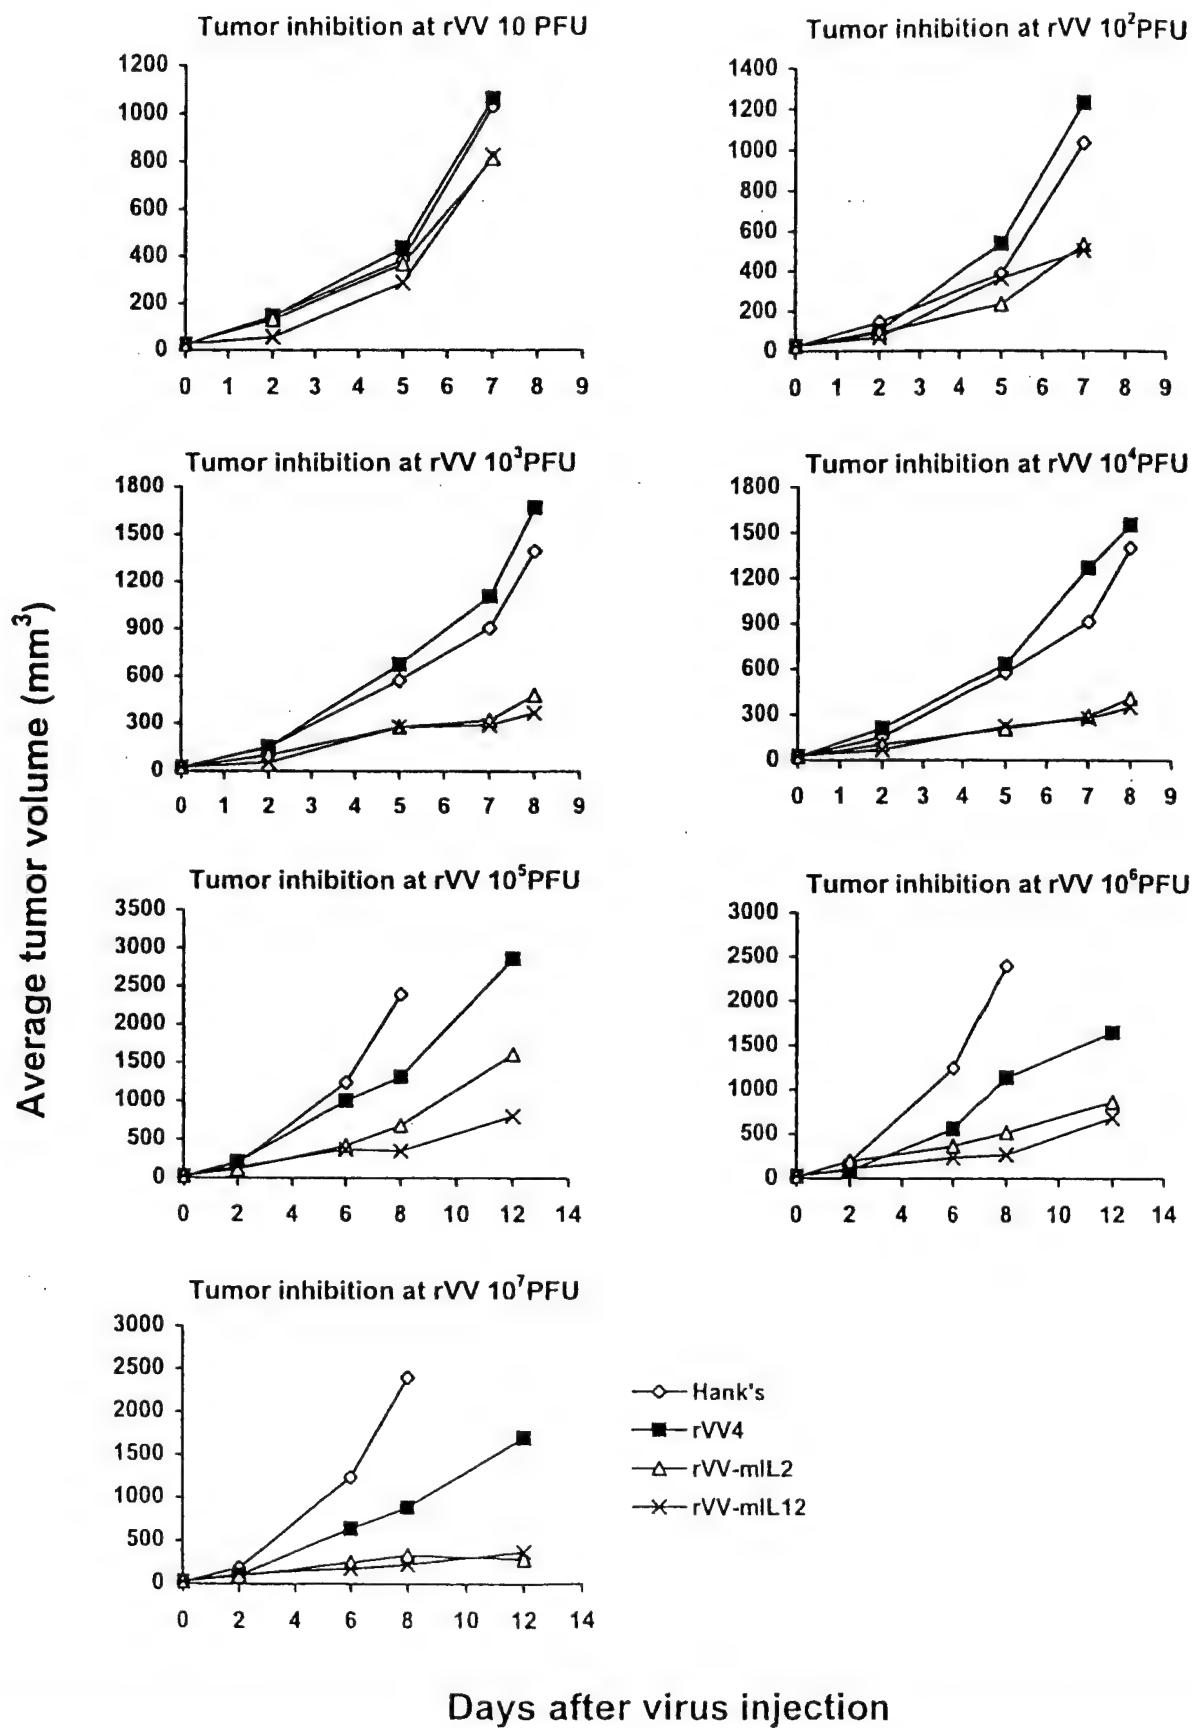 Tumor inhibition at rVV 10 PFU
1200
1000
800
600
400
200
0
0 1 2 3 4 5 6 7 8 9
Tumor inhibition at rVV 10²PFU
1400
1200
1000
800
600
400
200
0
0 1 2 3 4 5 6 7 8 9
Tumor inhibition at rVV 10³PFU
1800
1500
1200
900
600
300
0
0 1 2 3 4 5 6 7 8 9
Tumor inhibition at rVV 10⁴PFU
1800
1500
1200
900
600
300
0
0 1 2 3 4 5 6 7 8 9
Average tumor volume (mm³)
Tumor inhibition at rVV 10⁵PFU
3500
3000
2500
2000
1500
1000
500
0
0 2 4 6 8 10 12 14
Tumor inhibition at rVV 10⁶PFU
3000
2500
2000
1500
1000
500
0
0 2 4 6 8 10 12 14
Tumor inhibition at rVV 10⁷PFU
3000
2500
2000
1500
1000
500
0
0 2 4 6 8 10 12 14
Hank's
rVV4
rVV-mIL2
rVV-mIL12
Days after virus injection